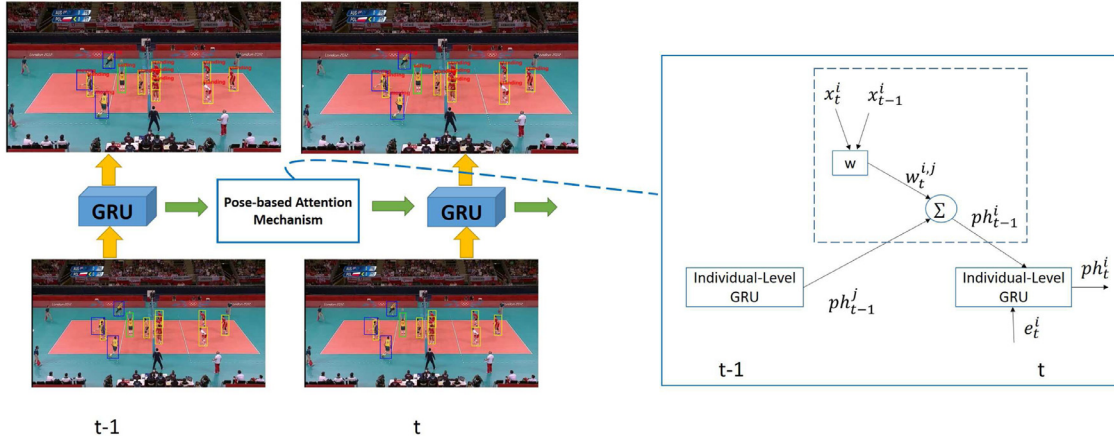 GRU
Pose-based Attention
Mechanism
GRU
t-1
t
x_t^i
x_{t-1}^i
w
w_t^{i,j}
Σ
ph_{t-1}^i
Individual-Level
GRU
ph_{t-1}^j
Individual-Level
GRU
ph_t^i
e_t^i
t-1
t